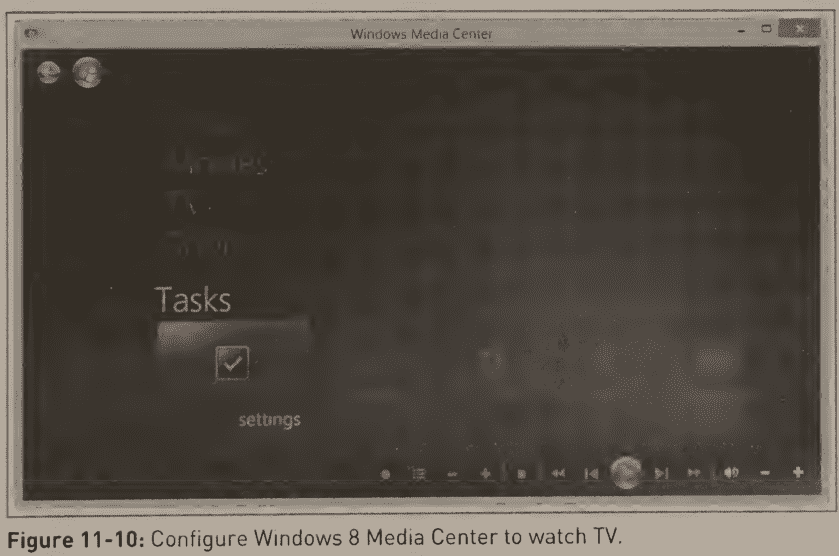 Windows Media Center
Tasks
settings
Figure 11-10: Configure Windows 8 Media Center to watch TV.